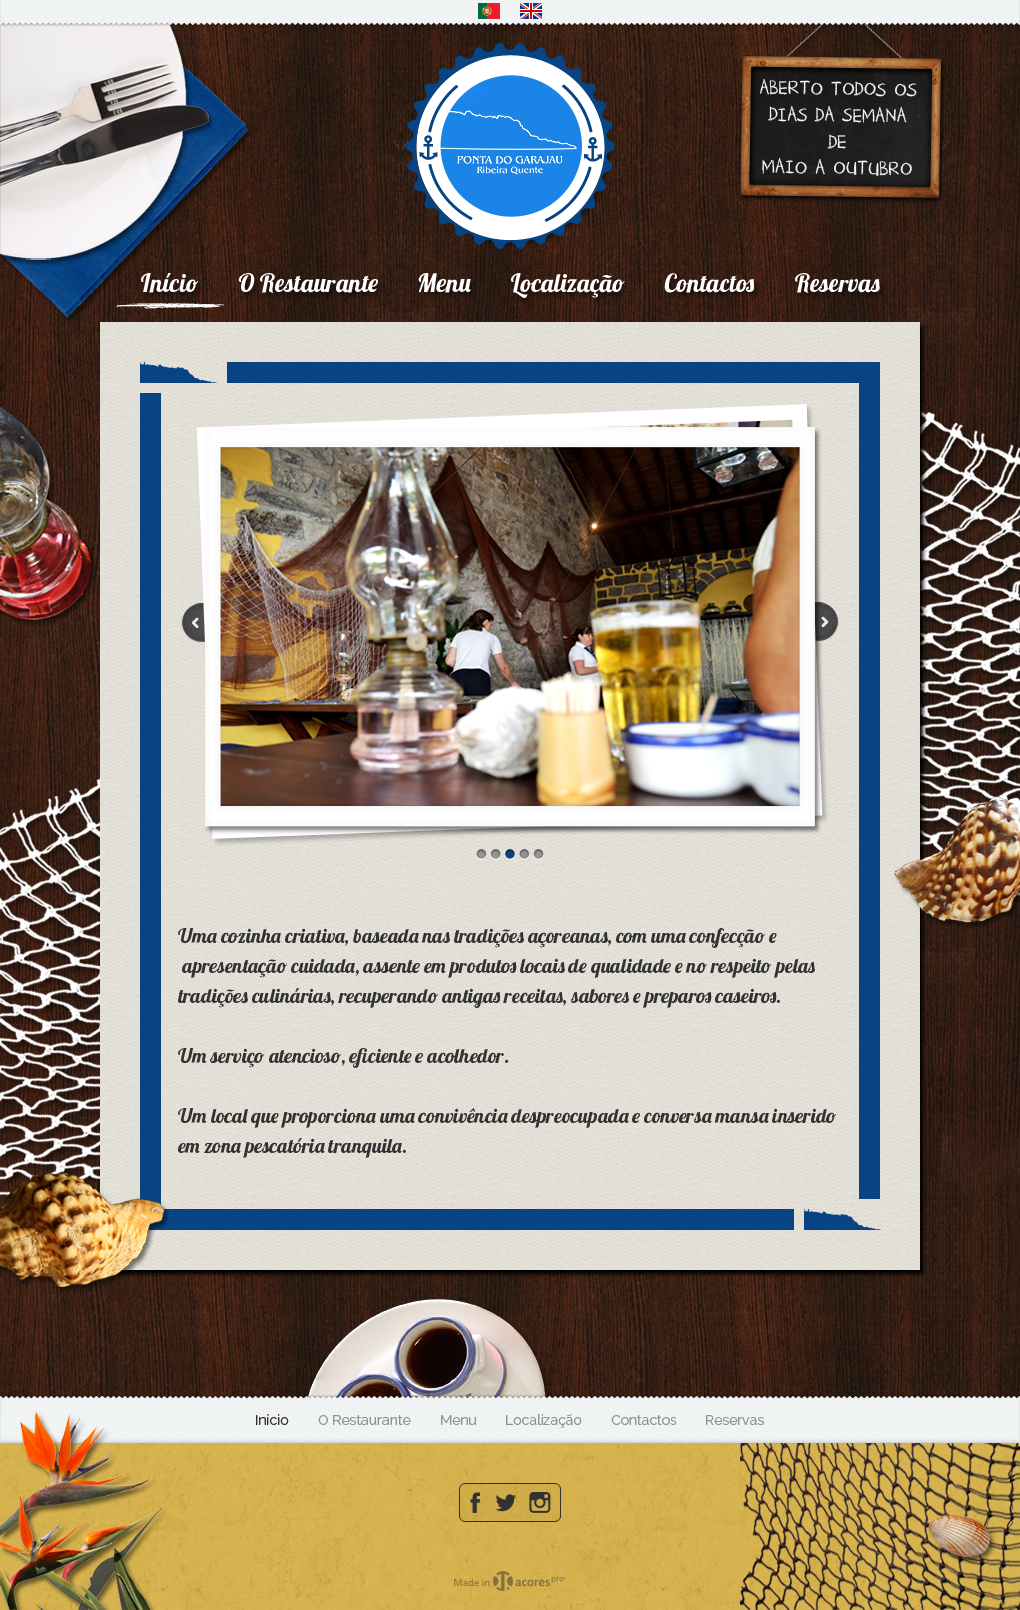 ABERTO TODOS OS
DIAS DA SEMANA
DE
MAIO A OUTUBRO
PONTA DO GARAJAU
Ribeira Quente
Início O Restaurante Menu Localização Contactos Reservas
Uma cozinha criativa, baseada nas tradições açoreanas, com uma confecção e
apresentação cuidada, assente em produtos locais de qualidade e no respeito pelas
tradições culinárias, recuperando antigas receitas, sabores e preparos caseiros.
Um serviço atencioso, eficiente e acolhedor.
Um local que proporciona uma convivência despreocupada e conversa mansa inserido
em zona pescatória tranquila.
Início O Restaurante Menu Localização Contactos Reservas
Made in acores pro